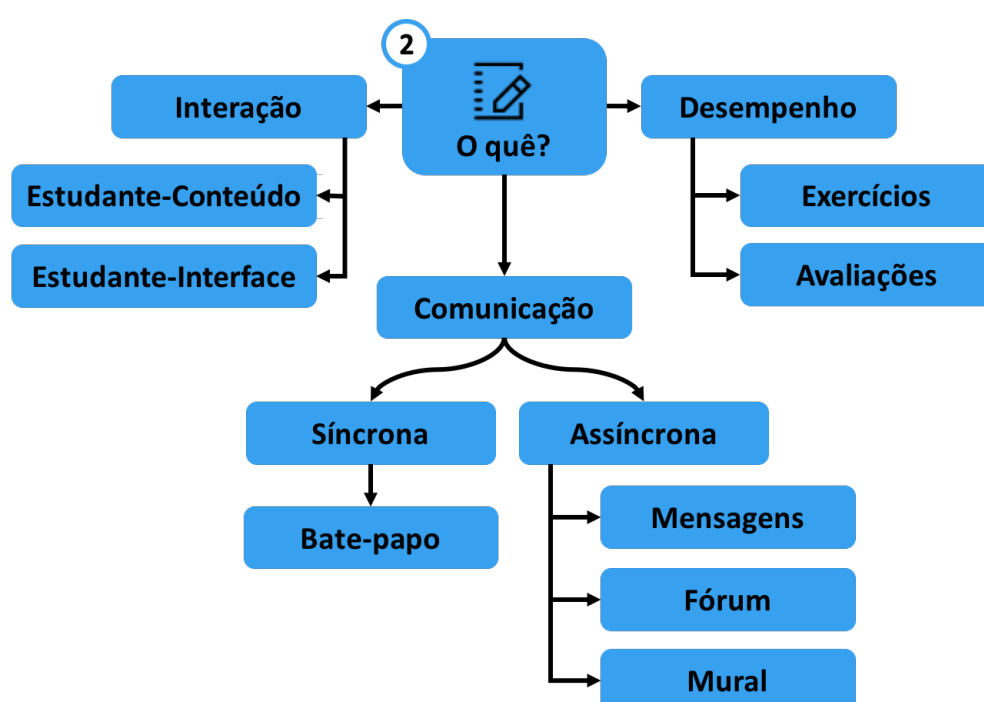 2
O quê?
Interação
Desempenho
Estudante-Conteúdo
Exercícios
Estudante-Interface
Avaliações
Comunicação
Síncrona
Assíncrona
Bate-papo
Mensagens
Fórum
Mural